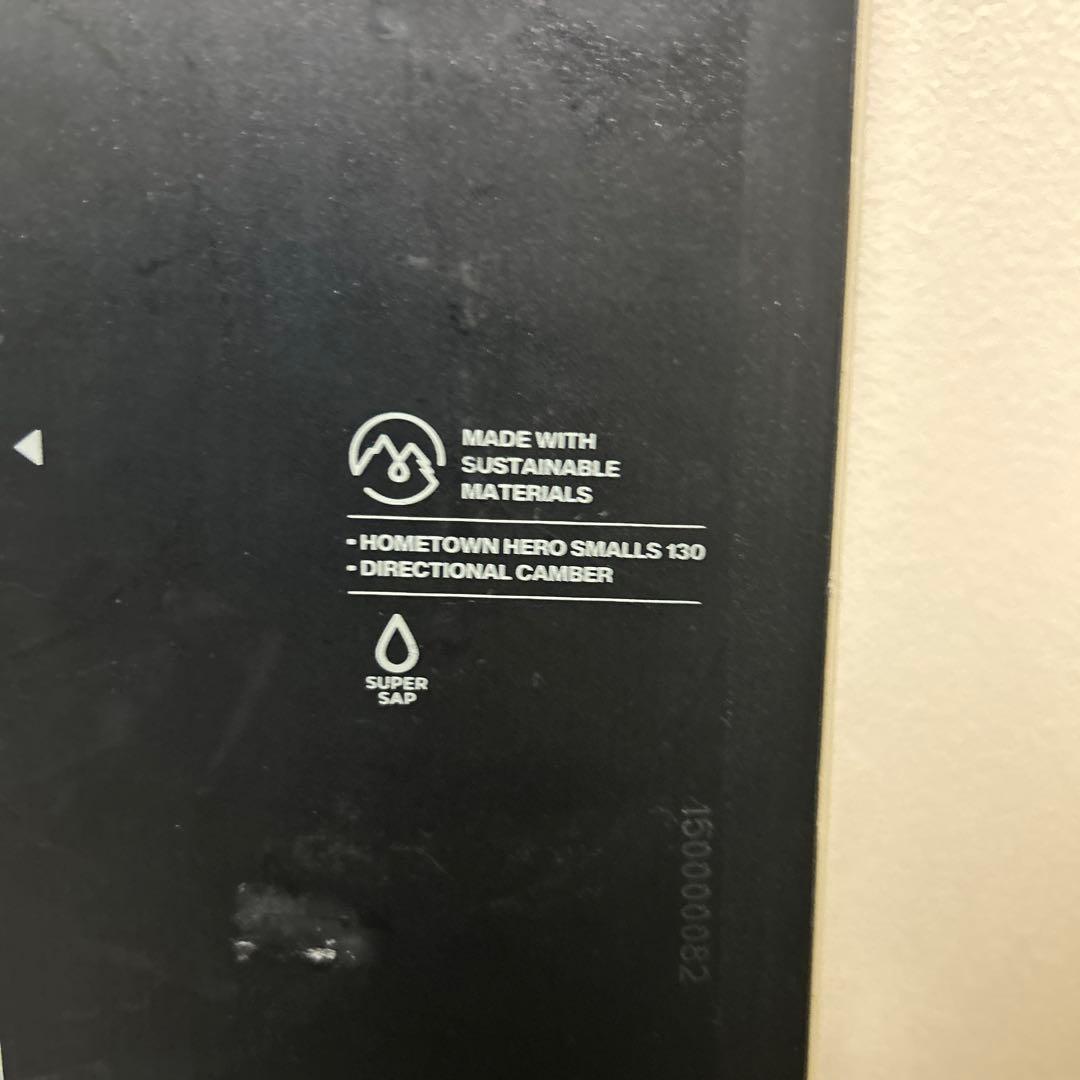 MADE WITH
SUSTAINABLE
MATERIALS
- HOMETOWN HERO SMALLS 130
- DIRECTIONAL CAMBER
SUPER
SAP
150000082